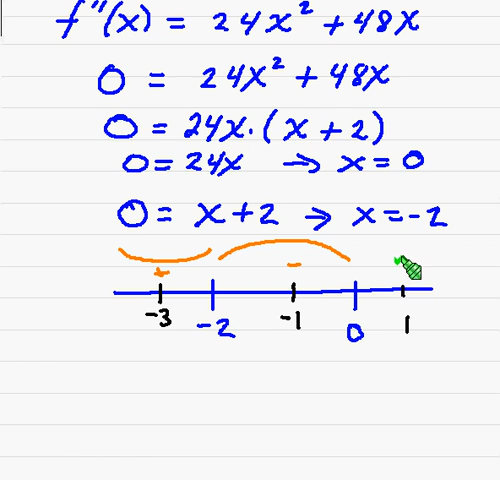 f''(x) = 24x² + 48x
0 = 24x² + 48x
0 = 24x·(x + 2)
0 = 24x → x = 0
0 = x + 2 → x = -2
+ -
-3 -2 -1 0 1